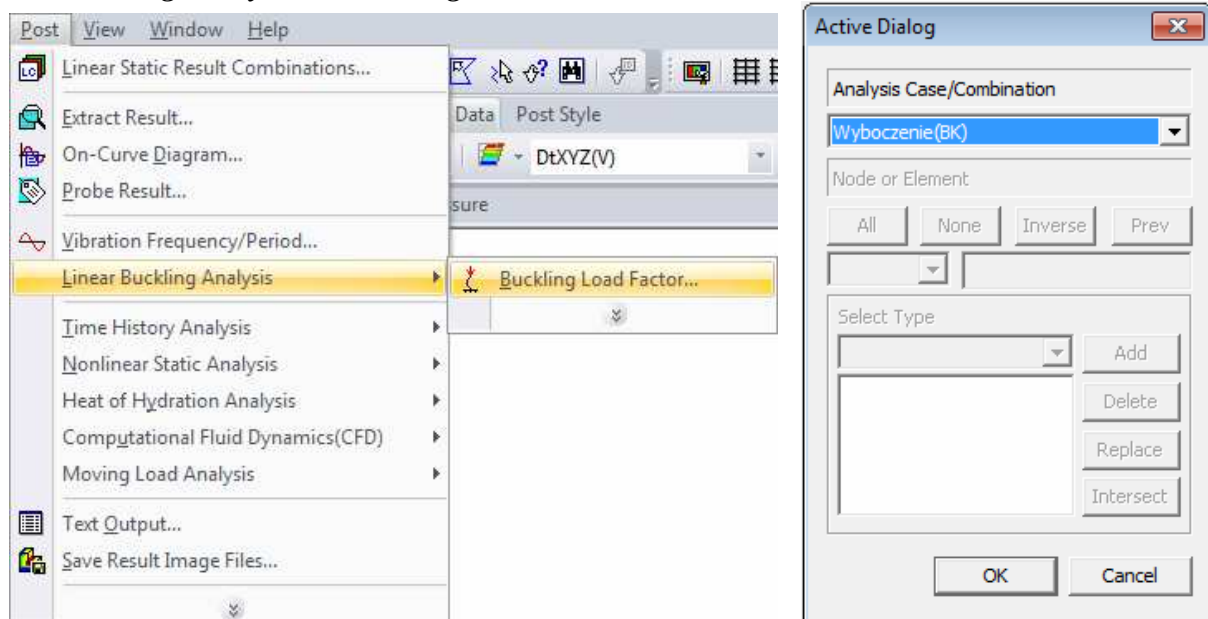 Post View Window Help
Linear Static Result Combinations...
Extract Result...
On-Curve Diagram...
Probe Result...
Vibration Frequency/Period...
Linear Buckling Analysis
Buckling Load Factor...
Time History Analysis
Nonlinear Static Analysis
Heat of Hydration Analysis
Computational Fluid Dynamics(CFD)
Moving Load Analysis
Text Output...
Save Result Image Files...
Data Post Style
DtXYZ(V)
sure
Active Dialog
Analysis Case/Combination
Wyboczenie(BK)
Node or Element
All None Inverse Prev
Select Type
Add
Delete
Replace
Intersect
OK Cancel